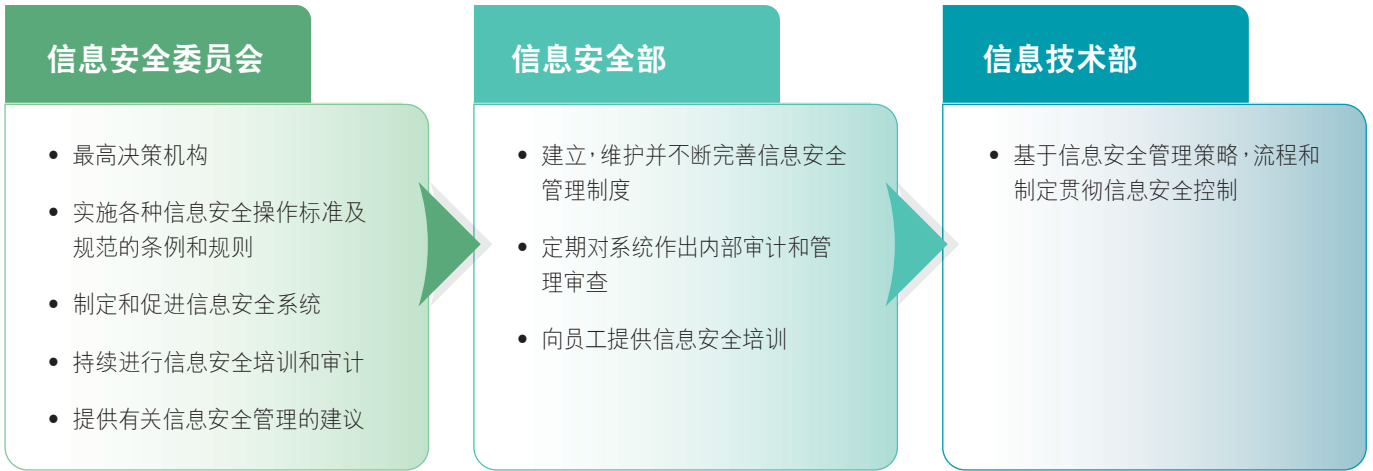 信息安全委员会
• 最高决策机构
• 实施各种信息安全操作标准及
规范的条例和规则
• 制定和促进信息安全系统
• 持续进行信息安全培训和审计
• 提供有关信息安全管理的建议
信息安全部
• 建立，维护并不断完善信息安全
管理制度
• 定期对系统作出内部审计和管
理审查
• 向员工提供信息安全培训
信息技术部
• 基于信息安全管理策略，流程和
制定贯彻信息安全控制